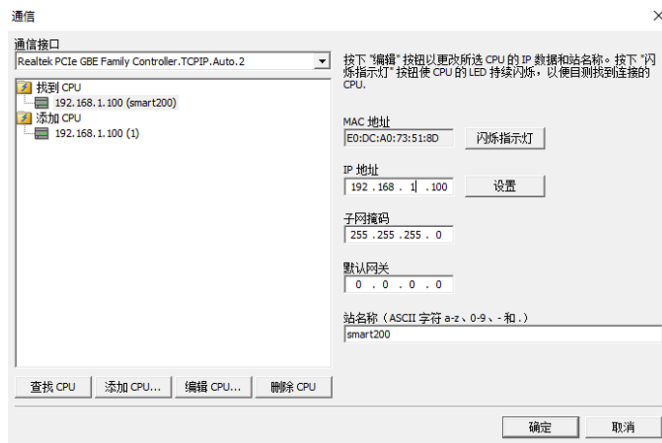 通信
通信接口
Realtek PCIe GBE Family Controller.TCPIP.Auto.2
找到 CPU
192.168.1.100 (smart200)
添加 CPU
192.168.1.100 (1)
查找 CPU
添加 CPU...
编辑 CPU...
删除 CPU
按下 "编辑" 按钮以更改所选 CPU 的 IP 数据和站名称。按下 "闪
烁指示灯" 按钮使 CPU 的 LED 持续闪烁，以便目测找到连接的
CPU.
MAC 地址
E0:DC:A0:73:51:8D
闪烁指示灯
IP 地址
192 .168 . 1 .100
设置
子网掩码
255 .255 .255 . 0
默认网关
0 . 0 . 0 . 0
站名称（ASCII 字符 a-z、0-9、- 和 .）
smart200
确定
取消